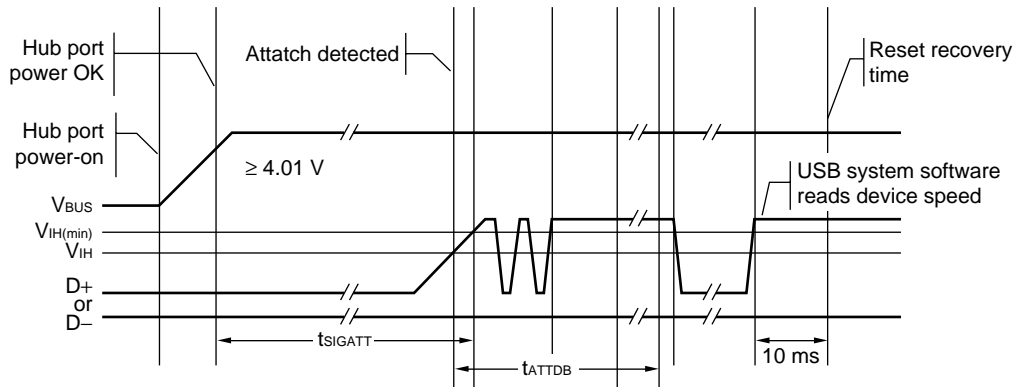 Hub port
power OK
Attatch detected
Reset recovery
time
Hub port
power-on
≥ 4.01 V
USB system software
reads device speed
VBUS
VIH(min)
VIH
D+
or
D−
tSIGATT
tATTDB
10 ms